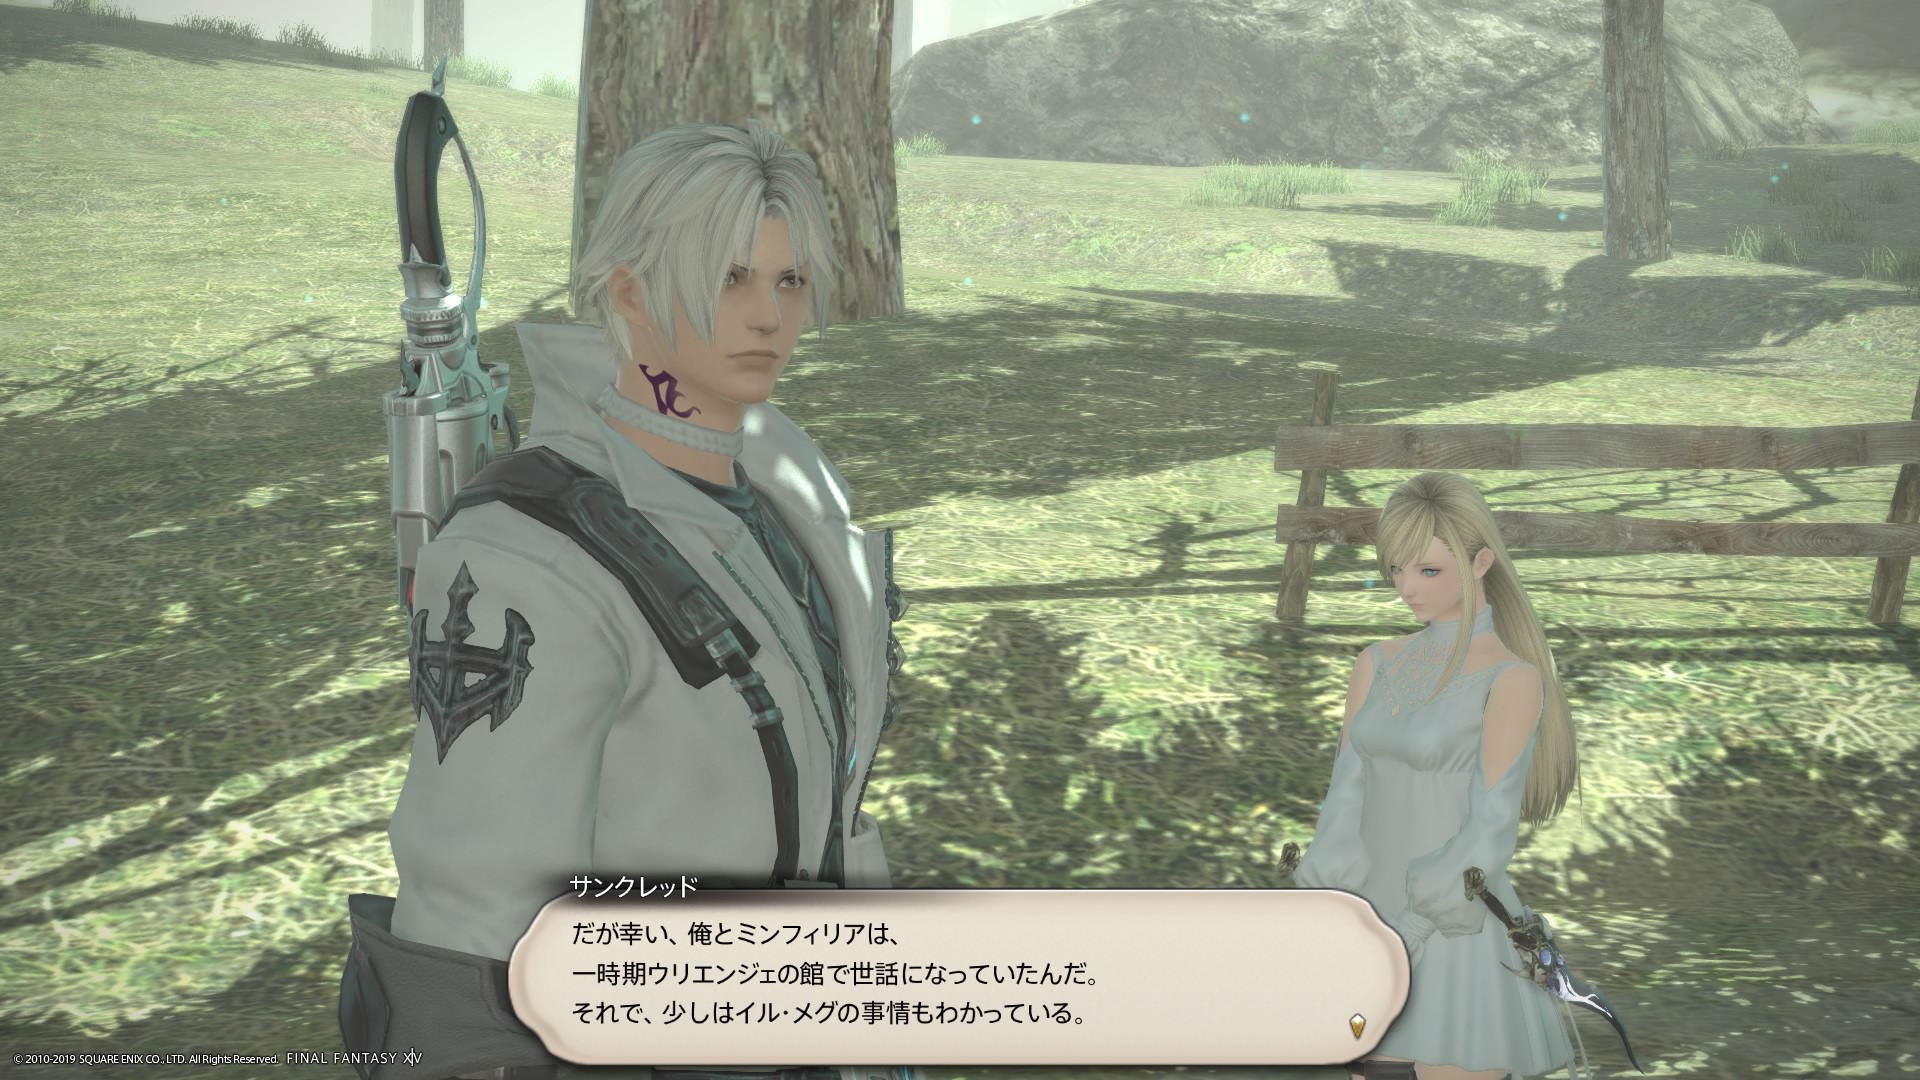 サンクレッド
だが幸い、俺とミンフィリアは、
一時期ウリエンジェの館で世話になっていたんだ。
それで、少しはイル・メグの事情もわかっている。
© 2010-2019 SQUARE ENIX CO., LTD. All Rights Reserved. FINAL FANTASY XIV